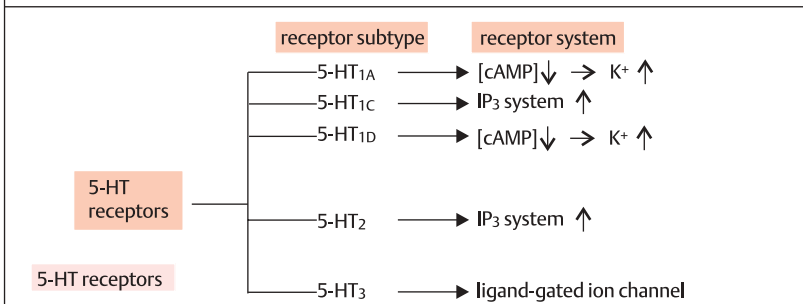 receptor subtype receptor system
5-HT1A [cAMP]↓ → K+ ↑
5-HT1C IP3 system ↑
5-HT1D [cAMP]↓ → K+ ↑
5-HT
receptors
5-HT2 IP3 system ↑
5-HT receptors
5-HT3 ligand-gated ion channel